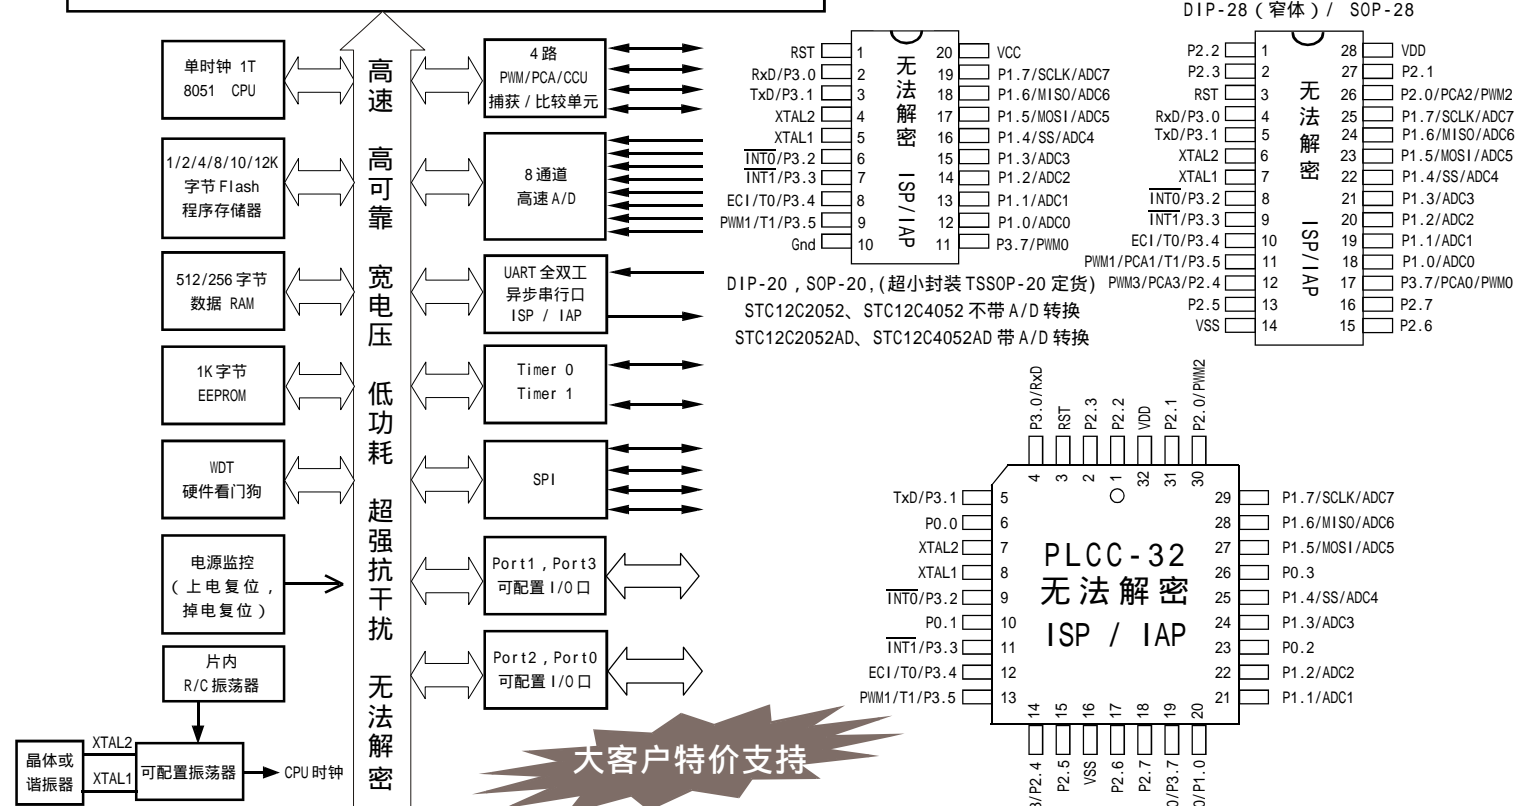 单时钟 1T
8051 CPU
1/2/4/8/10/12K
字节 Flash
程序存储器
512/256 字节
数据 RAM
1K 字节
EEPROM
WDT
硬件看门狗
电源监控
(上电复位,
掉电复位)
片内
R/C 振荡器
晶体或
谐振器
XTAL2
XTAL1
可配置振荡器
CPU 时钟
高速 高可靠 宽电压 低功耗 超强抗干扰 无法解密
4 路
PWM/PCA/CCU
捕获 / 比较单元
8 通道
高速 A/D
UART 全双工
异步串行口
ISP / IAP
Timer 0
Timer 1
SPI
Port1 , Port3
可配置 I/O 口
Port2 , Port0
可配置 I/O 口
大客户特价支持
RST 1 20 VCC
RxD/P3.0 2 19 P1.7/SCLK/ADC7
TxD/P3.1 3 18 P1.6/MISO/ADC6
XTAL2 4 17 P1.5/MOSI/ADC5
XTAL1 5 16 P1.4/SS/ADC4
INT0/P3.2 6 15 P1.3/ADC3
INT1/P3.3 7 14 P1.2/ADC2
ECI/T0/P3.4 8 13 P1.1/ADC1
PWM1/T1/P3.5 9 12 P1.0/ADC0
Gnd 10 11 P3.7/PWM0
无法解密 ISP/IAP
DIP-20 , SOP-20, (超小封装 TSSOP-20 定货)
STC12C2052、STC12C4052 不带 A/D 转换
STC12C2052AD、STC12C4052AD 带 A/D 转换
DIP-28 ( 窄体 ) / SOP-28
P2.2 1 28 VDD
P2.3 2 27 P2.1
RST 3 26 P2.0/PCA2/PWM2
RxD/P3.0 4 25 P1.7/SCLK/ADC7
TxD/P3.1 5 24 P1.6/MISO/ADC6
XTAL2 6 23 P1.5/MOSI/ADC5
XTAL1 7 22 P1.4/SS/ADC4
INT0/P3.2 8 21 P1.3/ADC3
INT1/P3.3 9 20 P1.2/ADC2
ECI/T0/P3.4 10 19 P1.1/ADC1
PWM1/PCA1/T1/P3.5 11 18 P1.0/ADC0
PWM3/PCA3/P2.4 12 17 P3.7/PCA0/PWM0
P2.5 13 16 P2.7
VSS 14 15 P2.6
无法解密 ISP/IAP
P3.0/RxD RST P2.3 P2.2 VDD P2.1 P2.0/PWM2
4 3 2 1 32 31 30
TxD/P3.1 5 29 P1.7/SCLK/ADC7
P0.0 6 28 P1.6/MISO/ADC6
XTAL2 7 27 P1.5/MOSI/ADC5
XTAL1 8 26 P0.3
INT0/P3.2 9 25 P1.4/SS/ADC4
P0.1 10 24 P1.3/ADC3
INT1/P3.3 11 23 P0.2
ECI/T0/P3.4 12 22 P1.2/ADC2
PWM1/T1/P3.5 13 21 P1.1/ADC1
PLCC-32
无法解密
ISP / IAP
14 15 16 17 18 19 20
/P2.4 P2.5 VSS P2.6 P2.7 0/P3.7 0/P1.0